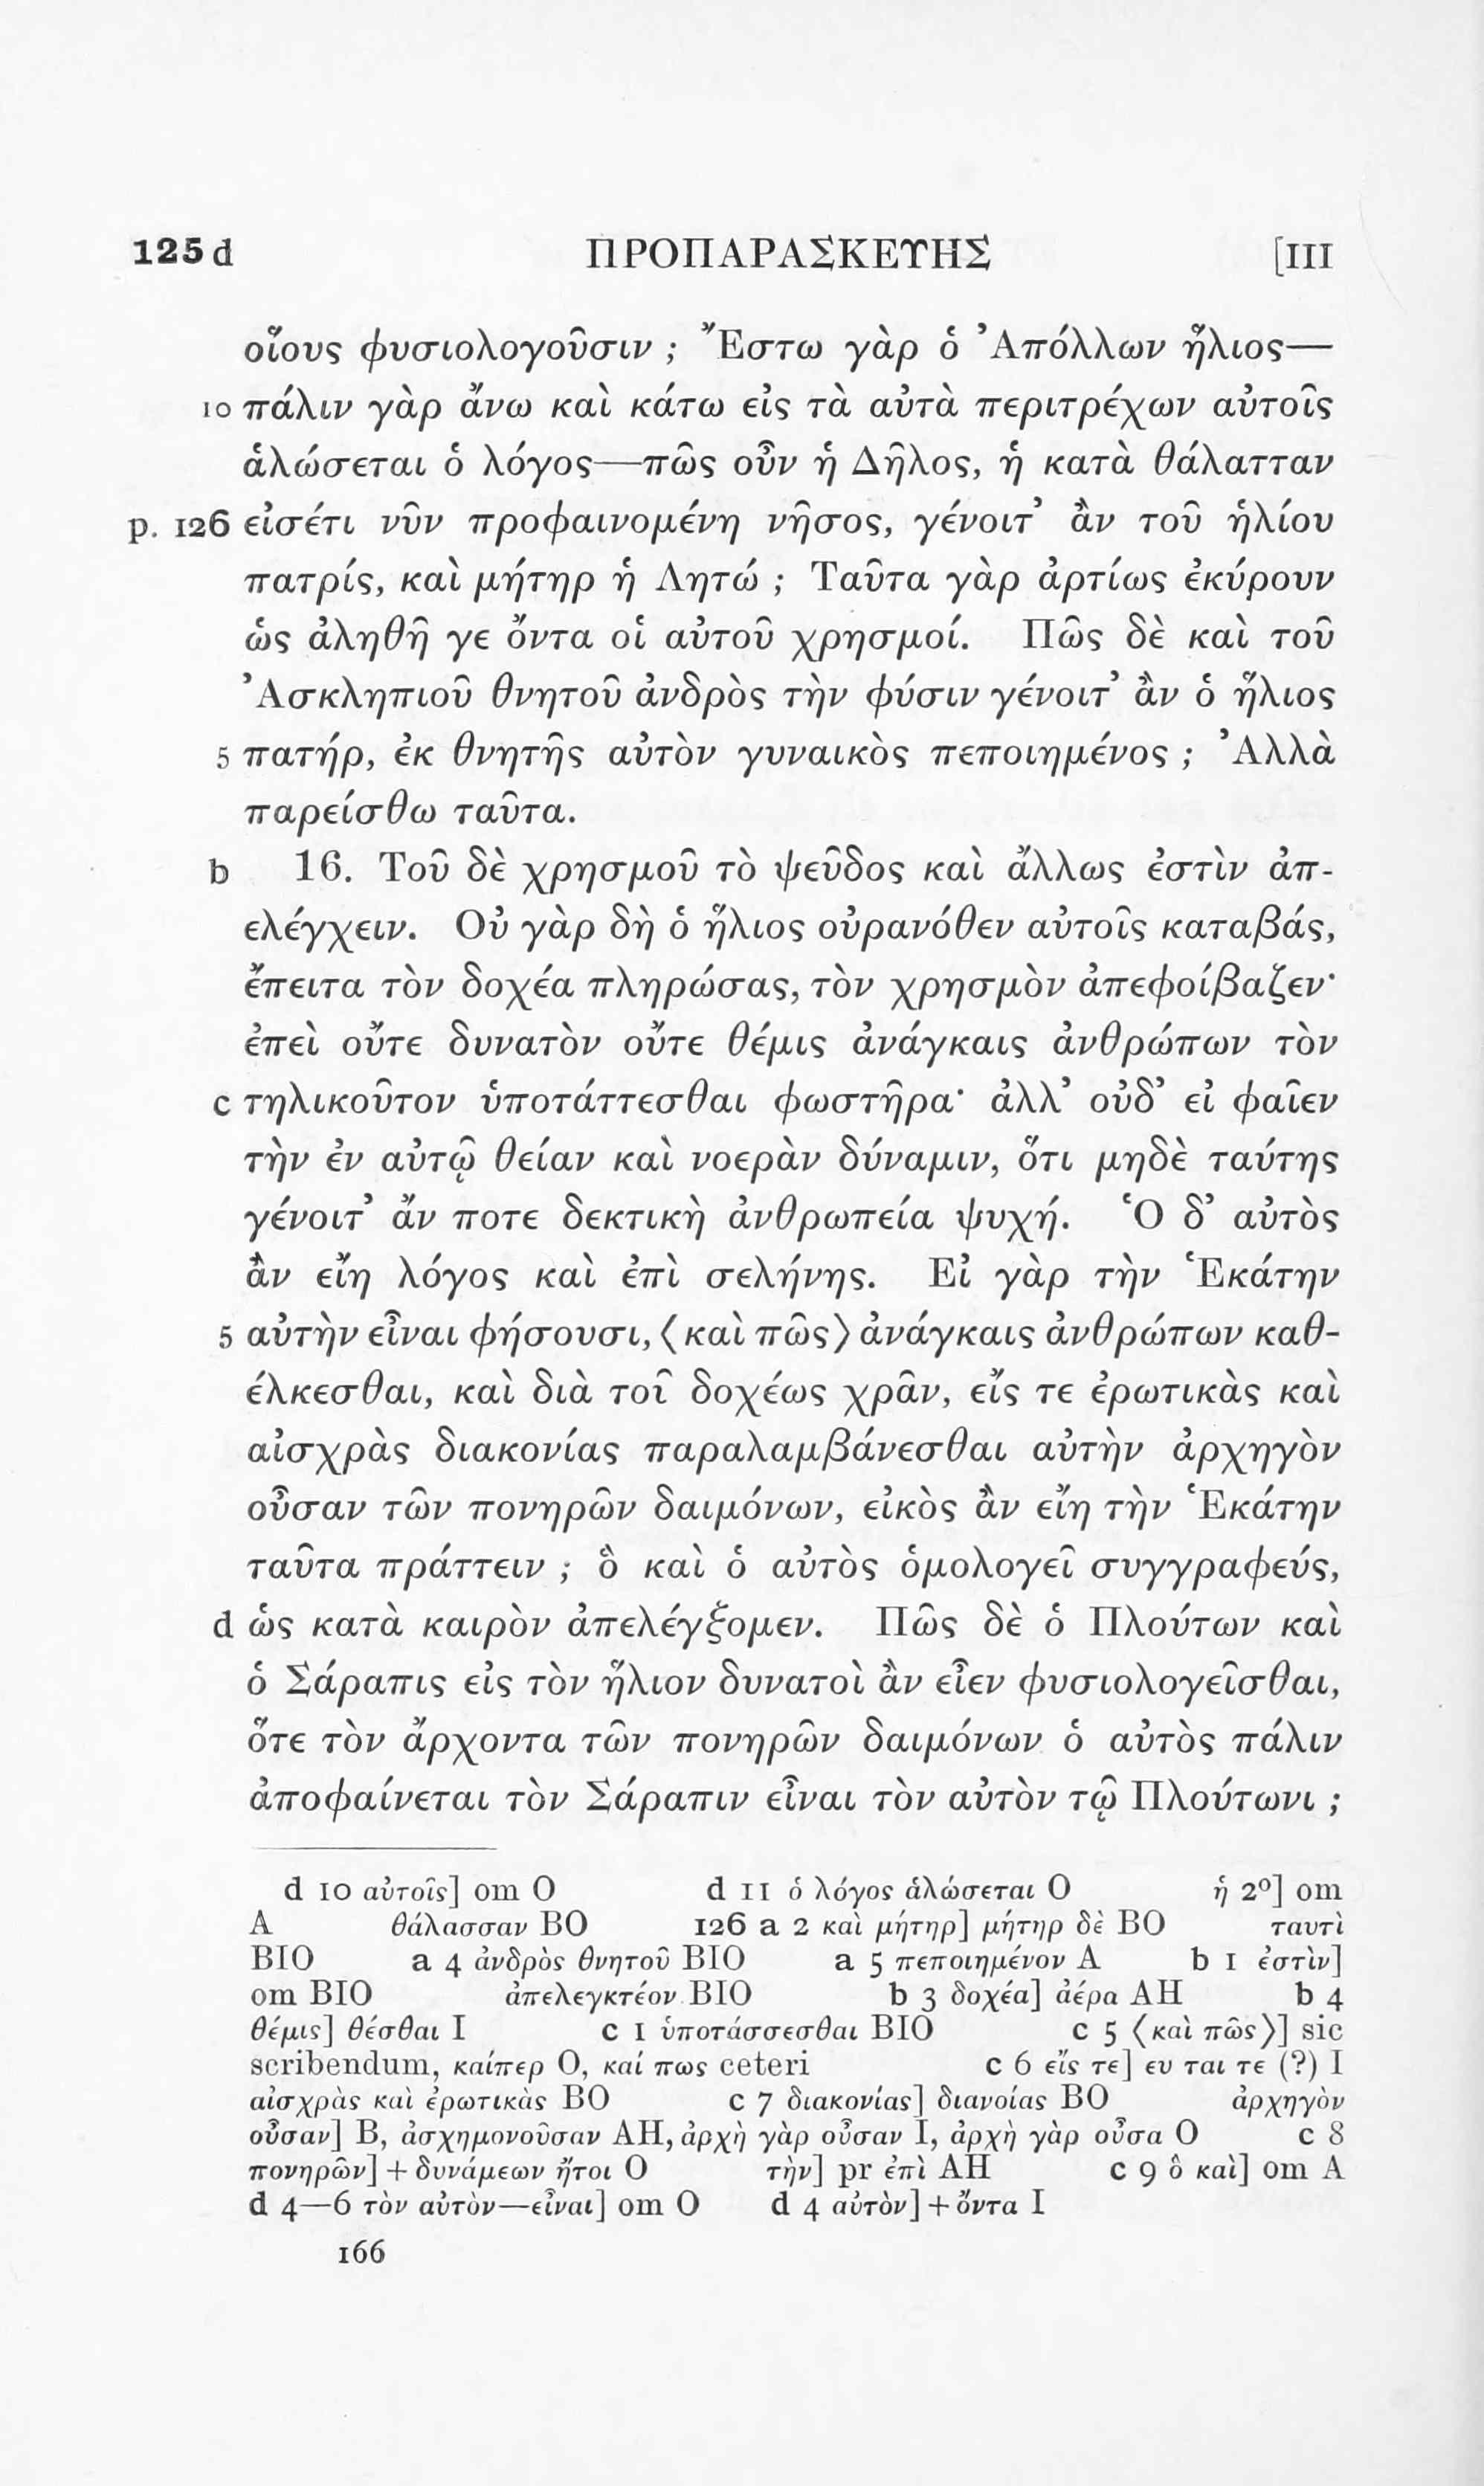 125 d ΠΡΟΠΑΡΑΣΚΕΥΗΣ [III
οἵους φυσιολογοῦσιν ; Ἔστω γὰρ ὁ Ἀπόλλων ἥλιος—
10 πάλιν γὰρ ἄνω καὶ κάτω εἰς τὰ αὐτὰ περιτρέχων αὐτοῖς
ἁλώσεται ὁ λόγος—πῶς οὖν ἡ Δῆλος, ἡ κατὰ θάλατταν
p. 126 εἰσέτι νῦν προφαινομένη νῆσος, γένοιτ’ ἂν τοῦ ἡλίου
πατρίς, καὶ μήτηρ ἡ Λητώ ; Ταῦτα γὰρ ἀρτίως ἐκύρουν
ὡς ἀληθῆ γε ὄντα οἱ αὐτοῦ χρησμοί. Πῶς δὲ καὶ τοῦ
Ἀσκληπιοῦ θνητοῦ ἀνδρὸς τὴν φύσιν γένοιτ’ ἂν ὁ ἥλιος
5 πατήρ, ἐκ θνητῆς αὐτὸν γυναικὸς πεποιημένος ; Ἀλλὰ
παρείσθω ταῦτα.
b 16. Τοῦ δὲ χρησμοῦ τὸ ψεῦδος καὶ ἄλλως ἐστὶν ἀπ-
ελέγχειν. Οὐ γὰρ δὴ ὁ ἥλιος οὐρανόθεν αὐτοῖς καταβάς,
ἔπειτα τὸν δοχέα πληρώσας, τὸν χρησμὸν ἀπεφοίβαζεν·
ἐπεὶ οὔτε δυνατὸν οὔτε θέμις ἀνάγκαις ἀνθρώπων τὸν
c τηλικοῦτον ὑποτάττεσθαι φωστῆρα· ἀλλ’ οὐδ’ εἰ φαῖεν
τὴν ἐν αὐτῷ θείαν καὶ νοερὰν δύναμιν, ὅτι μηδὲ ταύτης
γένοιτ’ ἄν ποτε δεκτικὴ ἀνθρωπεία ψυχή. Ὁ δ’ αὐτὸς
ἂν εἴη λόγος καὶ ἐπὶ σελήνης. Εἰ γὰρ τὴν Ἑκάτην
5 αὐτὴν εἶναι φήσουσι, ⟨καὶ πῶς⟩ ἀνάγκαις ἀνθρώπων καθ-
έλκεσθαι, καὶ διὰ τοῦ δοχέως χρᾶν, εἴς τε ἐρωτικὰς καὶ
αἰσχρὰς διακονίας παραλαμβάνεσθαι αὐτὴν ἀρχηγὸν
οὖσαν τῶν πονηρῶν δαιμόνων, εἰκὸς ἂν εἴη τὴν Ἑκάτην
ταῦτα πράττειν ; ὃ καὶ ὁ αὐτὸς ὁμολογεῖ συγγραφεύς,
d ὡς κατὰ καιρὸν ἀπελέγξομεν. Πῶς δὲ ὁ Πλούτων καὶ
ὁ Σάραπις εἰς τὸν ἥλιον δυνατοὶ ἂν εἶεν φυσιολογεῖσθαι,
ὅτε τὸν ἄρχοντα τῶν πονηρῶν δαιμόνων ὁ αὐτὸς πάλιν
ἀποφαίνεται τὸν Σάραπιν εἶναι τὸν αὐτὸν τῷ Πλούτωνι ;
d 10 αὐτοῖς] om O d 11 ὁ λόγος ἁλώσεται O ἡ 2⁰] om
A θάλασσαν BO 126 a 2 καὶ μήτηρ] μήτηρ δὲ BO ταυτὶ
BIO a 4 ἀνδρὸς θνητοῦ BIO a 5 πεποιημένον A b 1 ἐστὶν]
om BIO ἀπελεγκτέον BIO b 3 δοχέα] ἀέρα AH b 4
θέμις] θέσθαι I c 1 ὑποτάσσεσθαι BIO c 5 ⟨καὶ πῶς⟩] sic
scribendum, καίπερ O, καί πως ceteri c 6 εἴς τε] ευ ται τε (?) I
αἰσχρὰς καὶ ἐρωτικὰς BO c 7 διακονίας] διανοίας BO ἀρχηγὸν
οὖσαν] B, ἀσχημονοῦσαν AH, ἀρχὴ γὰρ οὖσαν I, ἀρχὴ γὰρ οὖσα O c 8
πονηρῶν] + δυνάμεων ἤτοι O τὴν] pr ἐπὶ AH c 9 ὃ καὶ] om A
d 4—6 τὸν αὐτὸν—εἶναι] om O d 4 αὐτὸν] + ὄντα I
166